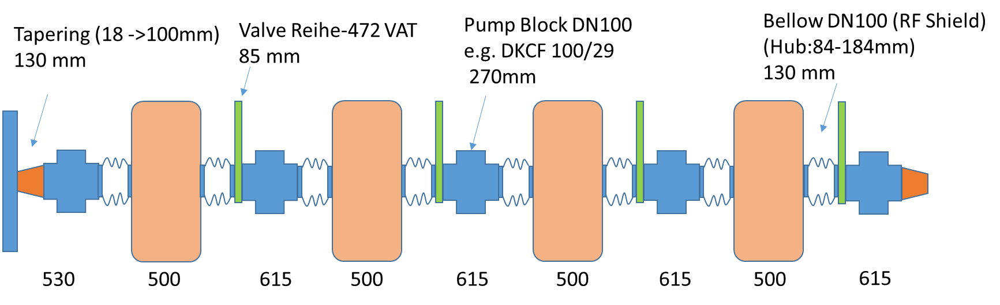 Tapering (18 ->100mm)
130 mm
Valve Reihe-472 VAT
85 mm
Pump Block DN100
e.g. DKCF 100/29
270mm
Bellow DN100 (RF Shield)
(Hub:84-184mm)
130 mm
530
500
615
500
615
500
615
500
615